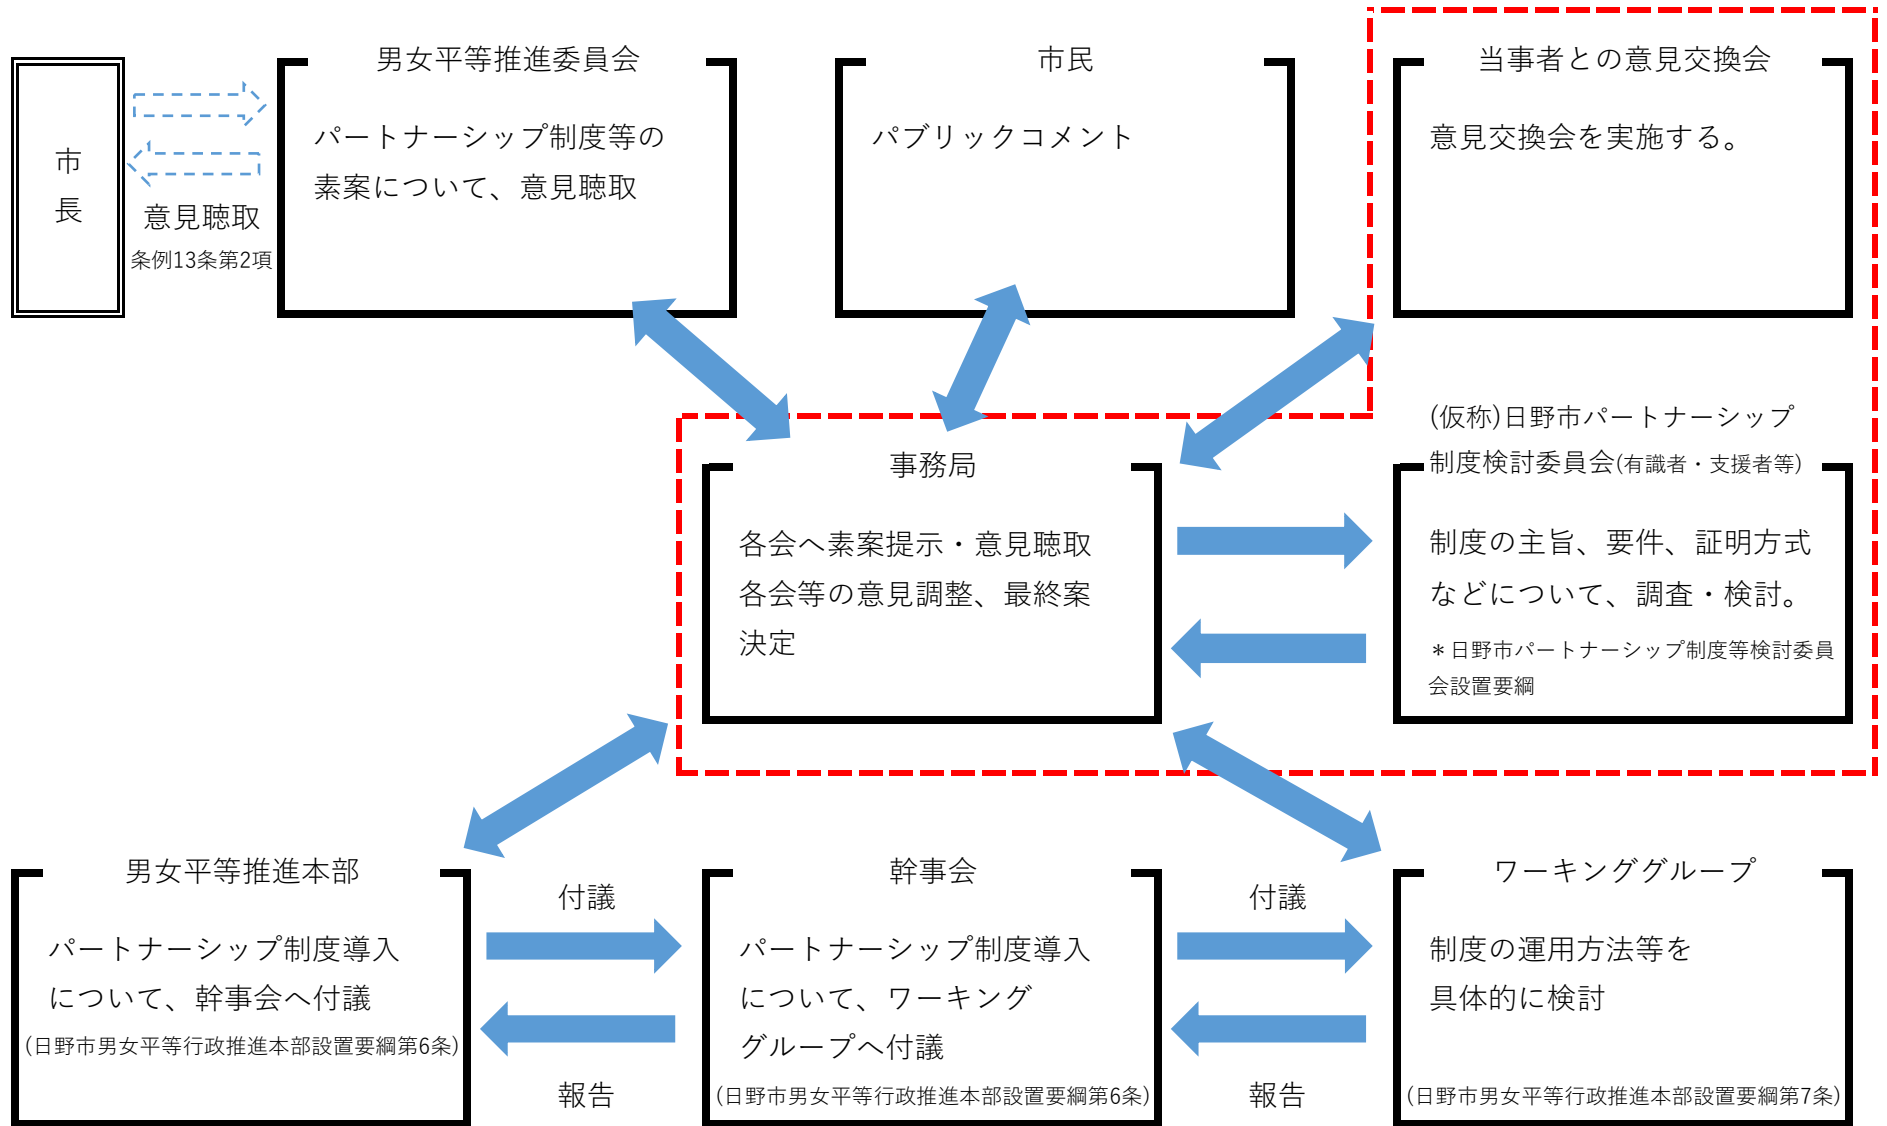 市
長
意見聴取
条例13条第2項
男女平等推進委員会
パートナーシップ制度等の
素案について、意見聴取
市民
パブリックコメント
当事者との意見交換会
意見交換会を実施する。
事務局
各会へ素案提示・意見聴取
各会等の意見調整、最終案
決定
(仮称)日野市パートナーシップ
制度検討委員会(有識者・支援者等)
制度の主旨、要件、証明方式
などについて、調査・検討。
＊日野市パートナーシップ制度等検討委員
会設置要綱
男女平等推進本部
パートナーシップ制度導入
について、幹事会へ付議
(日野市男女平等行政推進本部設置要綱第6条)
付議
報告
幹事会
パートナーシップ制度導入
について、ワーキング
グループへ付議
(日野市男女平等行政推進本部設置要綱第6条)
付議
報告
ワーキンググループ
制度の運用方法等を
具体的に検討
(日野市男女平等行政推進本部設置要綱第7条)